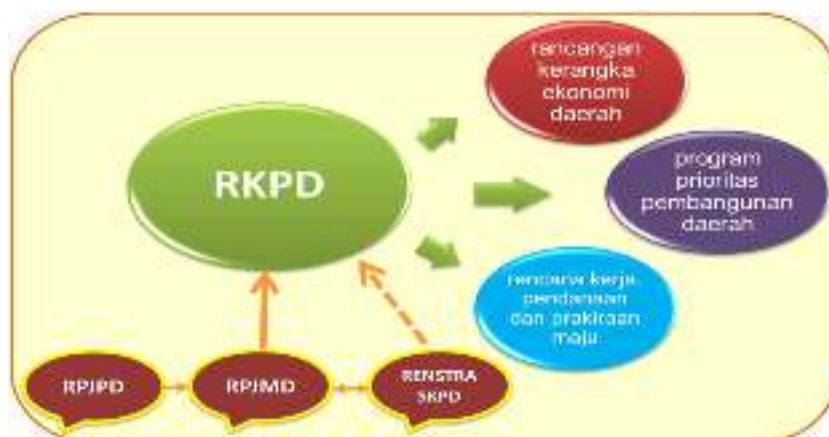 rancangan
kerangka
ekonomi
daerah
RKPD
program
prioritas
pembangunan
daerah
rencana kerja,
pendanaan
dan prakiraan
maju
RPJPD
RPJMD
RENSTRA
SKPD